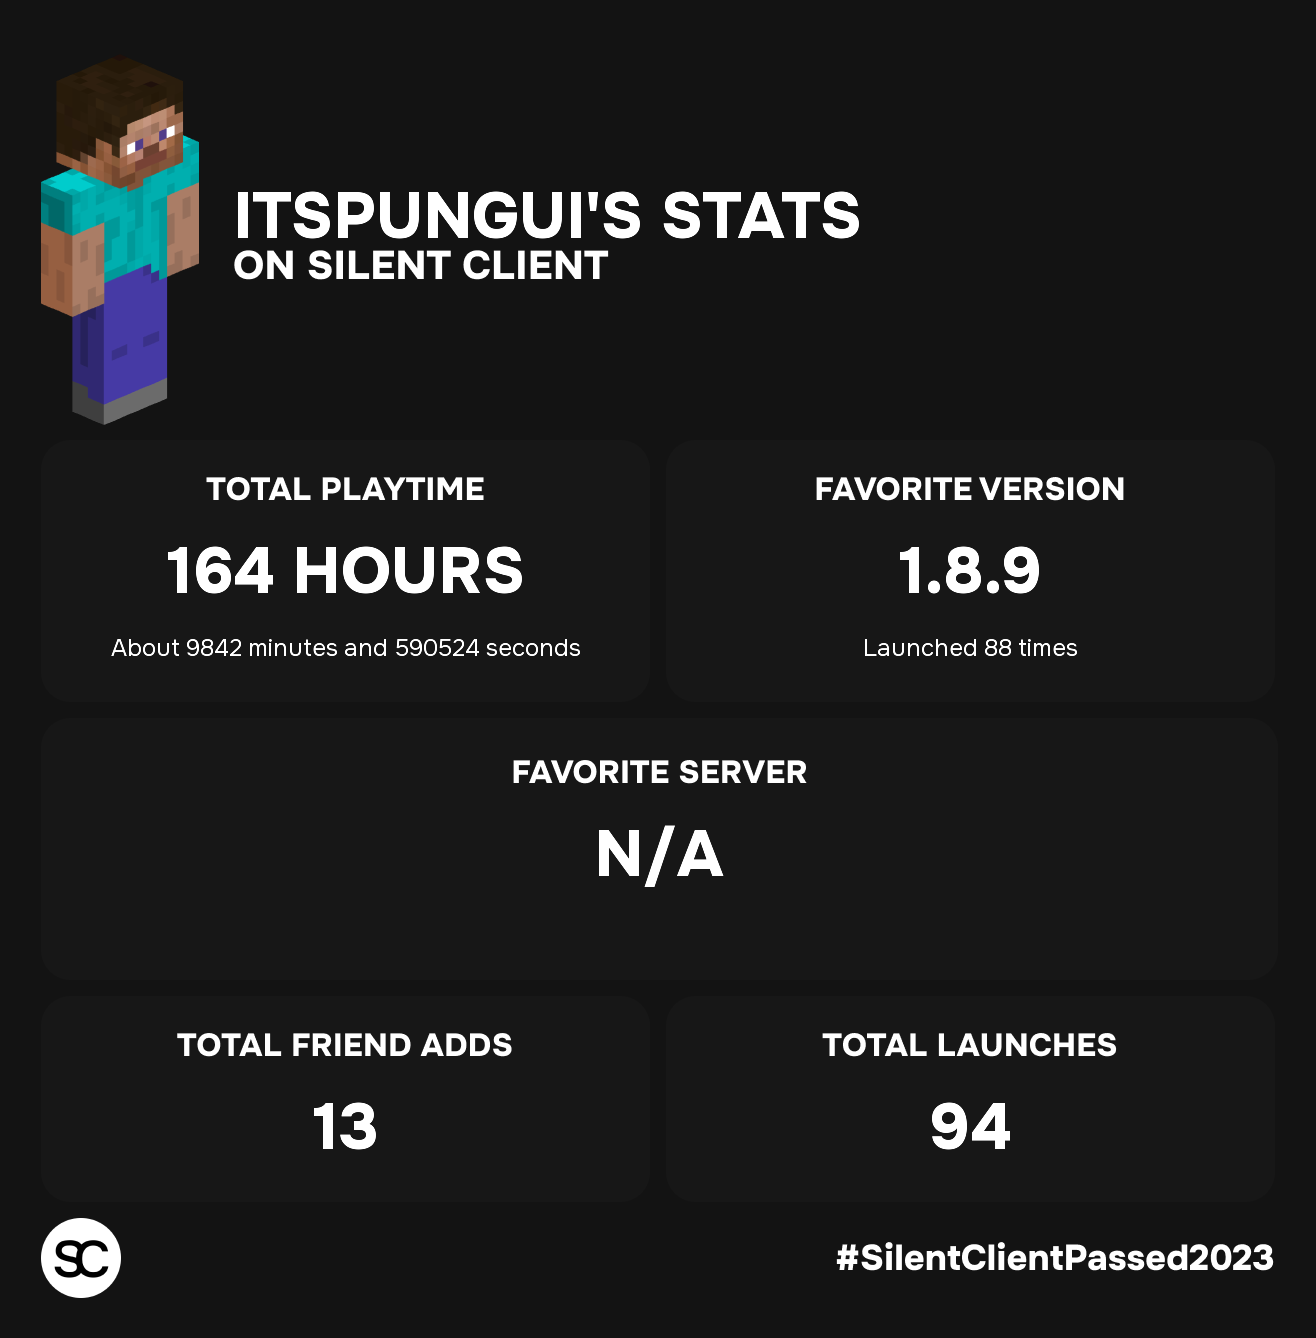 ITSPUNGUI'S STATS
ON SILENT CLIENT
TOTAL PLAYTIME
164 HOURS
About 9842 minutes and 590524 seconds
FAVORITE VERSION
1.8.9
Launched 88 times
FAVORITE SERVER
N/A
TOTAL FRIEND ADDS
13
TOTAL LAUNCHES
94
SC
#SilentClientPassed2023